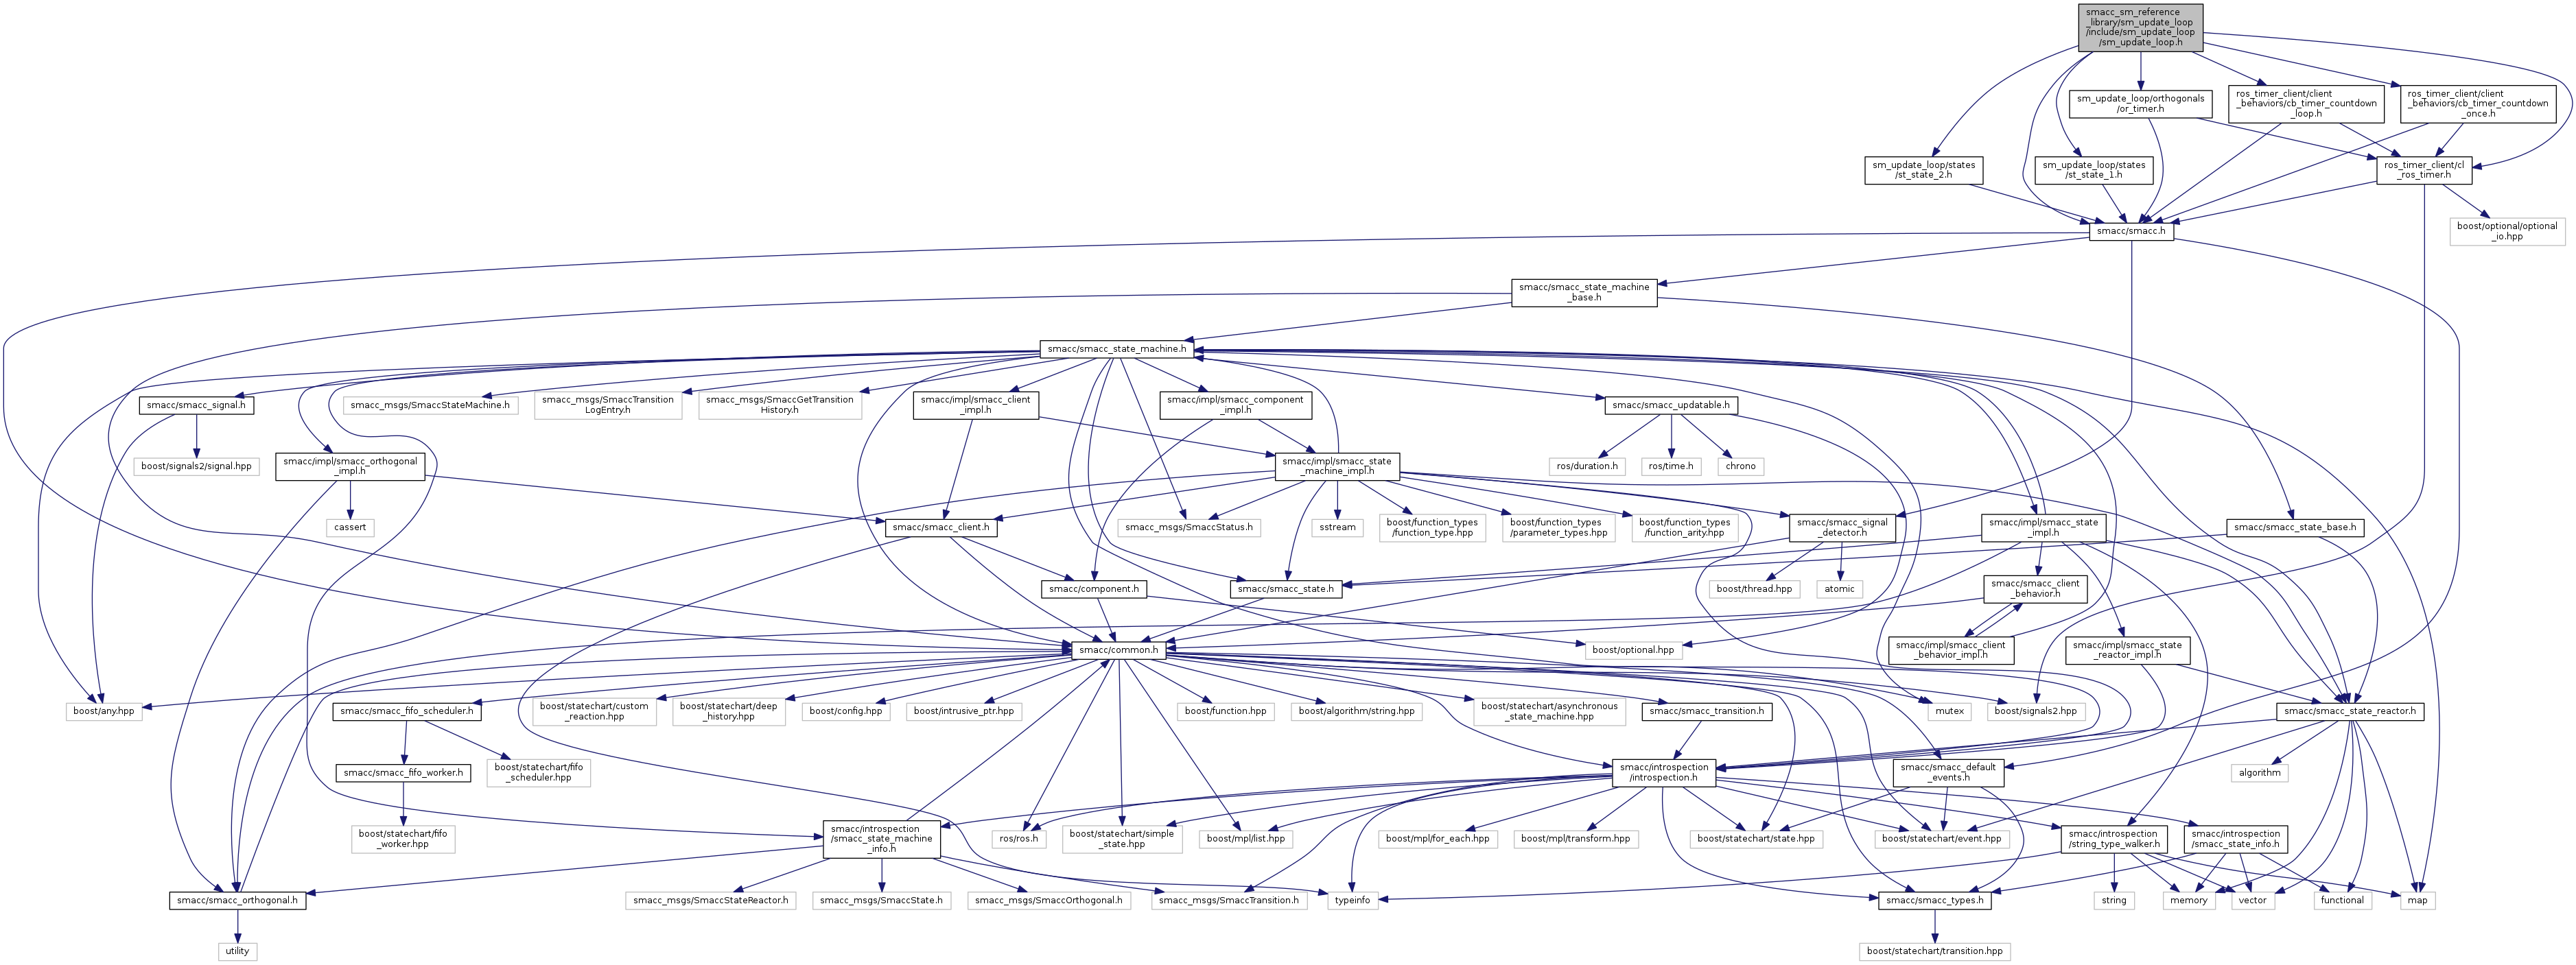 smacc_sm_reference
_library/sm_update_loop
/include/sm_update_loop
/sm_update_loop.h
sm_update_loop/orthogonals
/or_timer.h
ros_timer_client/client
_behaviors/cb_timer_countdown
_loop.h
ros_timer_client/client
_behaviors/cb_timer_countdown
_once.h
sm_update_loop/states
/st_state_2.h
sm_update_loop/states
/st_state_1.h
ros_timer_client/cl
_ros_timer.h
smacc/smacc.h
boost/optional/optional
_io.hpp
smacc/smacc_state_machine
_base.h
smacc/smacc_state_machine.h
smacc/smacc_signal.h
smacc_msgs/SmaccStateMachine.h
smacc_msgs/SmaccTransition
LogEntry.h
smacc_msgs/SmaccGetTransition
History.h
smacc/impl/smacc_client
_impl.h
smacc/impl/smacc_component
_impl.h
smacc/smacc_updatable.h
boost/signals2/signal.hpp
smacc/impl/smacc_orthogonal
_impl.h
smacc/impl/smacc_state
_machine_impl.h
ros/duration.h
ros/time.h
chrono
cassert
smacc/smacc_client.h
smacc_msgs/SmaccStatus.h
sstream
boost/function_types
/function_type.hpp
boost/function_types
/parameter_types.hpp
boost/function_types
/function_arity.hpp
smacc/smacc_signal
_detector.h
smacc/impl/smacc_state
_impl.h
smacc/smacc_state_base.h
smacc/component.h
smacc/smacc_state.h
boost/thread.hpp
atomic
smacc/smacc_client
_behavior.h
smacc/common.h
boost/optional.hpp
smacc/impl/smacc_client
_behavior_impl.h
smacc/impl/smacc_state
_reactor_impl.h
boost/any.hpp
smacc/smacc_fifo_scheduler.h
boost/statechart/custom
_reaction.hpp
boost/statechart/deep
_history.hpp
boost/config.hpp
boost/intrusive_ptr.hpp
boost/function.hpp
boost/algorithm/string.hpp
boost/statechart/asynchronous
_state_machine.hpp
smacc/smacc_transition.h
mutex
boost/signals2.hpp
smacc/smacc_state_reactor.h
smacc/smacc_fifo_worker.h
boost/statechart/fifo
_scheduler.hpp
smacc/introspection
/introspection.h
smacc/smacc_default
_events.h
algorithm
boost/statechart/fifo
_worker.hpp
smacc/introspection
/smacc_state_machine
_info.h
ros/ros.h
boost/statechart/simple
_state.hpp
boost/mpl/list.hpp
boost/mpl/for_each.hpp
boost/mpl/transform.hpp
boost/statechart/state.hpp
boost/statechart/event.hpp
smacc/introspection
/string_type_walker.h
smacc/introspection
/smacc_state_info.h
smacc/smacc_orthogonal.h
smacc_msgs/SmaccStateReactor.h
smacc_msgs/SmaccState.h
smacc_msgs/SmaccOrthogonal.h
smacc_msgs/SmaccTransition.h
typeinfo
smacc/smacc_types.h
string
memory
vector
functional
map
utility
boost/statechart/transition.hpp